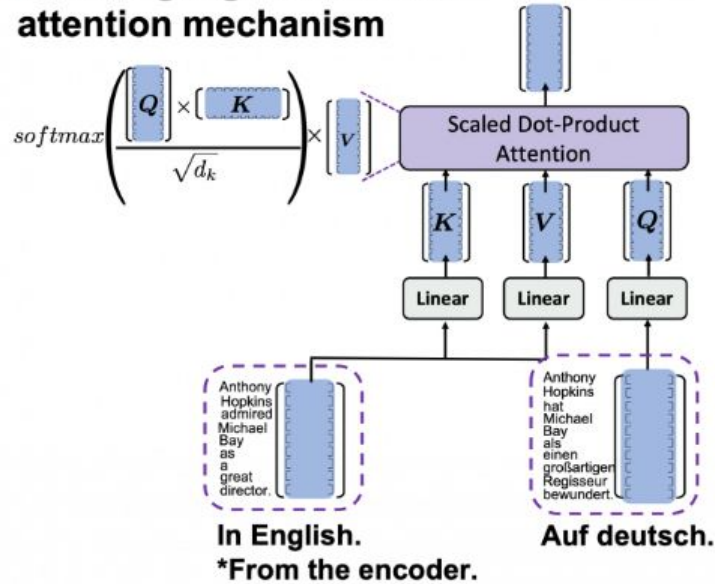 attention mechanism
softmax
Q × K
√d_k
× V
Scaled Dot-Product
Attention
K V Q
Linear Linear Linear
Anthony
Hopkins
admired
Michael
Bay
as
a
great
director.
Anthony
Hopkins
hat
Michael
Bay
als
einen
großartigen
Regisseur
bewundert.
In English.
*From the encoder.
Auf deutsch.